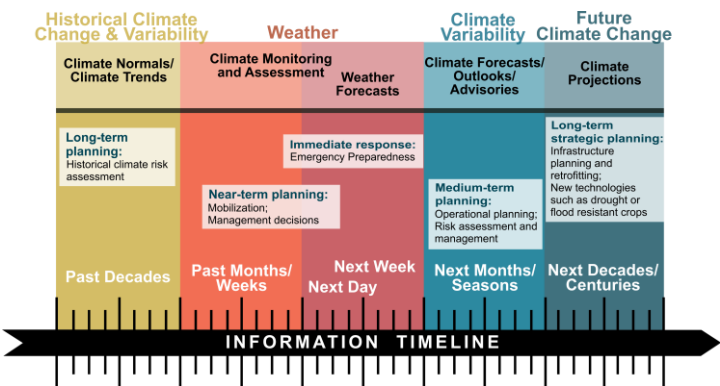 Historical Climate
Change & Variability
Weather
Climate
Variability
Future
Climate Change
Climate Normals/
Climate Trends
Climate Monitoring
and Assessment
Weather
Forecasts
Climate Forecasts/
Outlooks/
Advisories
Climate
Projections
Long-term
planning:
Historical climate risk
assessment
Near-term planning:
Mobilization;
Management decisions
Immediate response:
Emergency Preparedness
Medium-term
planning:
Operational planning;
Risk assessment and
management
Long-term
strategic planning:
Infrastructure
planning and
retrofitting;
New technologies
such as drought or
flood resistant crops
Past Decades
Past Months/
Weeks
Next Week
Next Day
Next Months/
Seasons
Next Decades/
Centuries
INFORMATION TIMELINE